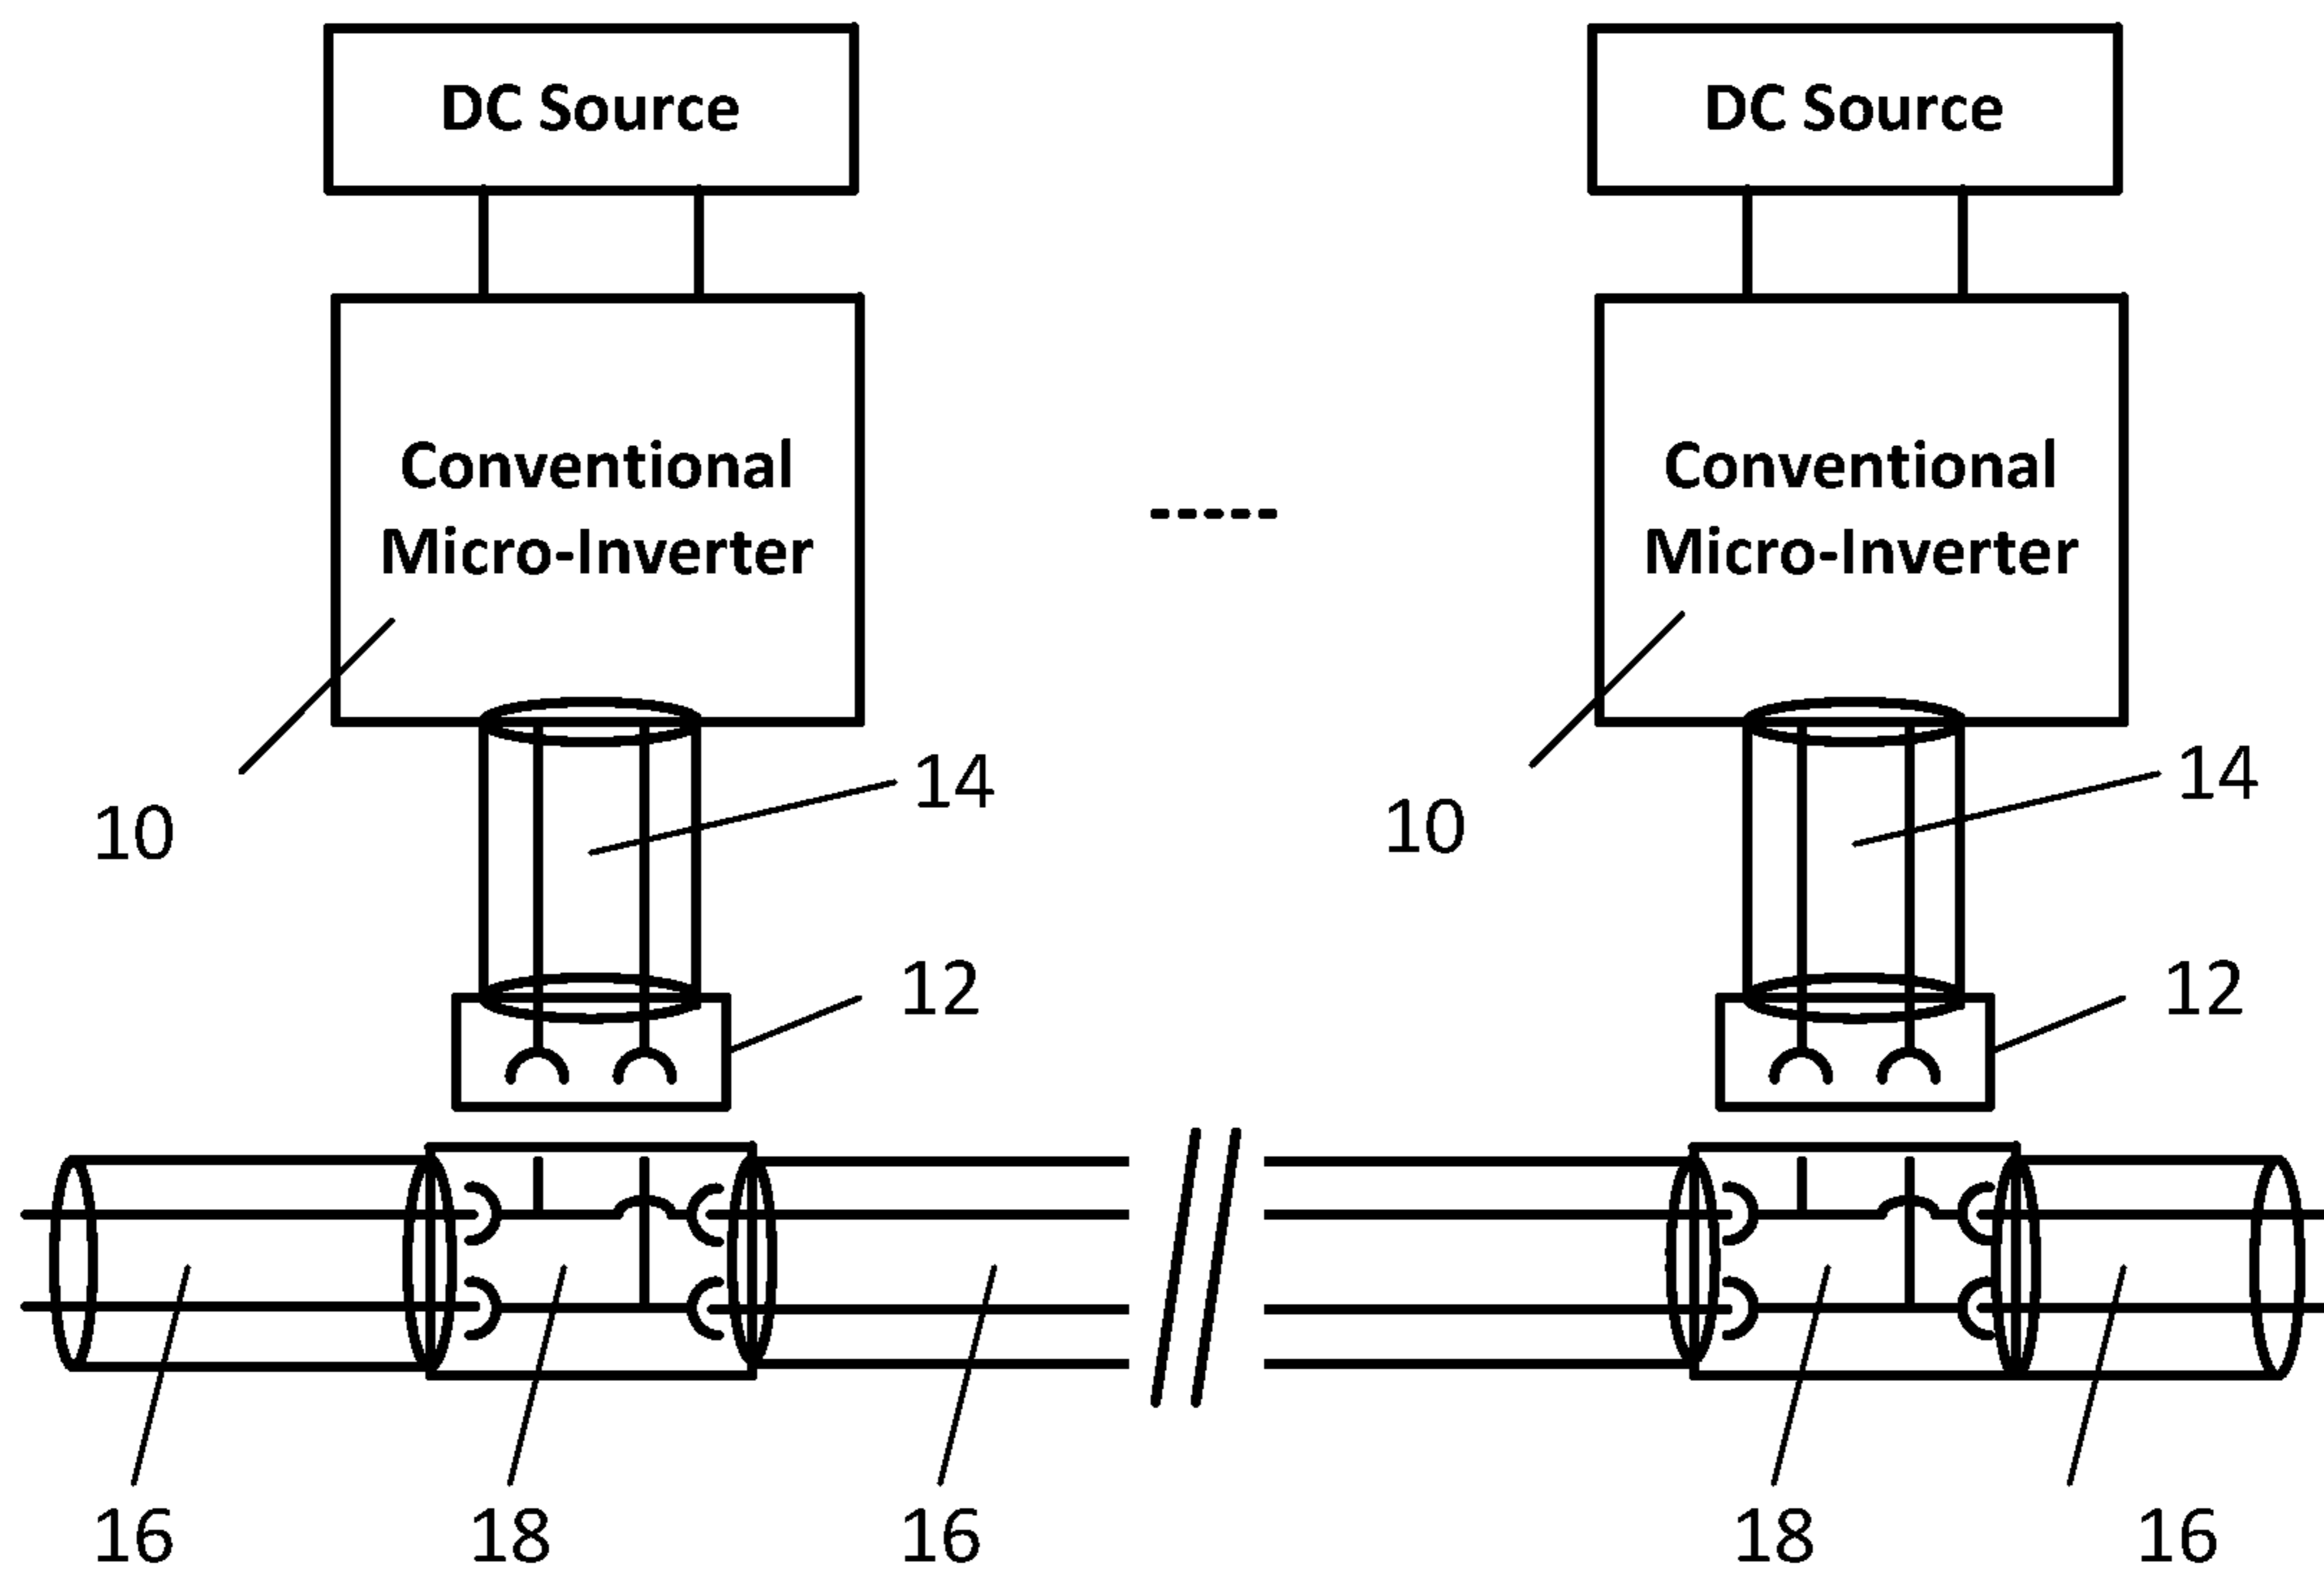 DC Source
DC Source
Conventional
Micro-Inverter
Conventional
Micro-Inverter
-----
10
14
10
14
12
12
16
18
16
18
16